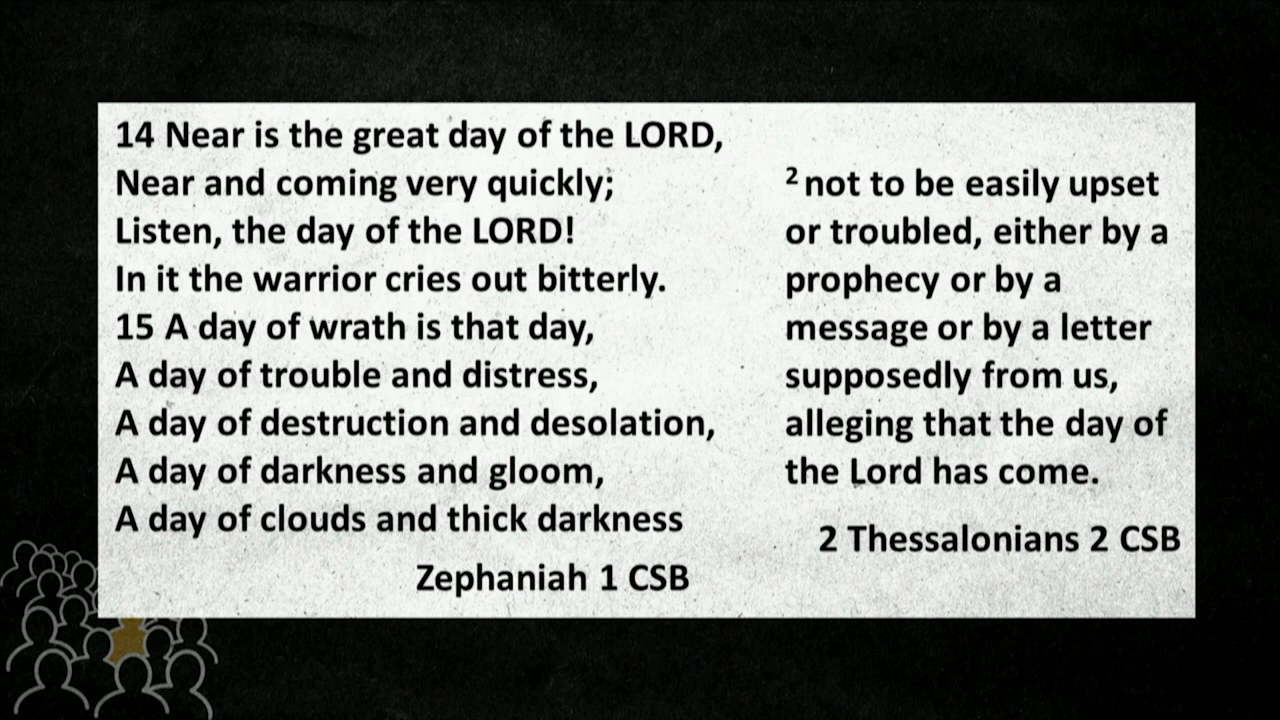 14 Near is the great day of the LORD,
Near and coming very quickly;
Listen, the day of the LORD!
In it the warrior cries out bitterly.
15 A day of wrath is that day,
A day of trouble and distress,
A day of destruction and desolation,
A day of darkness and gloom,
A day of clouds and thick darkness
Zephaniah 1 CSB
2 not to be easily upset
or troubled, either by a
prophecy or by a
message or by a letter
supposedly from us,
alleging that the day of
the Lord has come.
2 Thessalonians 2 CSB